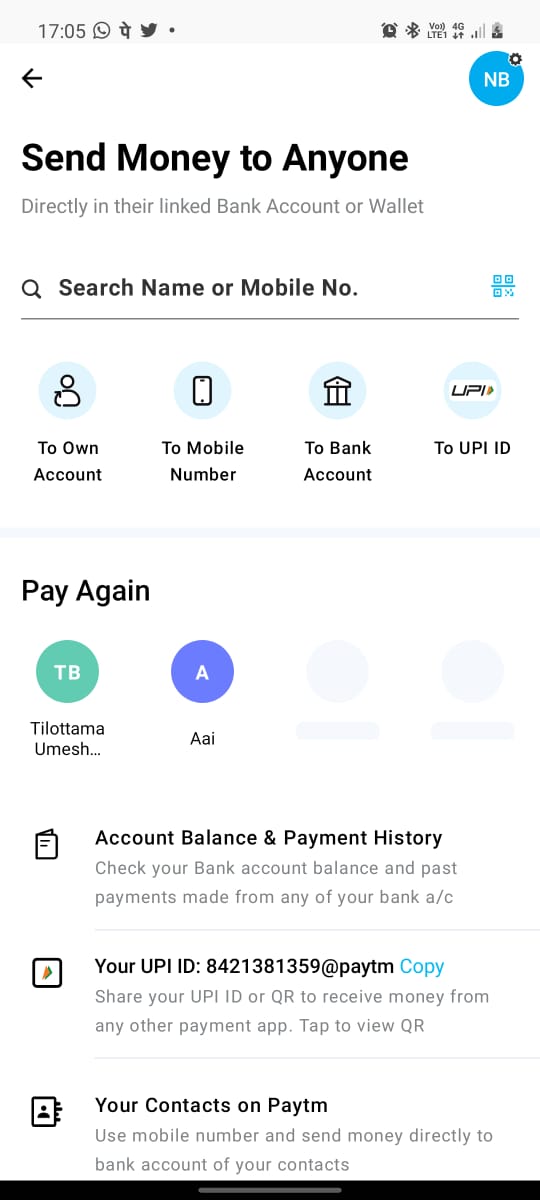 17:05 पे •
Vo)) 4G
LTE1
NB
Send Money to Anyone
Directly in their linked Bank Account or Wallet
Search Name or Mobile No.
UPI
To Own To Mobile To Bank To UPI ID
Account Number Account
Pay Again
TB A
Tilottama Aai
Umesh...
Account Balance & Payment History
Check your Bank account balance and past
payments made from any of your bank a/c
Your UPI ID: 8421381359@paytm Copy
Share your UPI ID or QR to receive money from
any other payment app. Tap to view QR
Your Contacts on Paytm
Use mobile number and send money directly to
bank account of your contacts